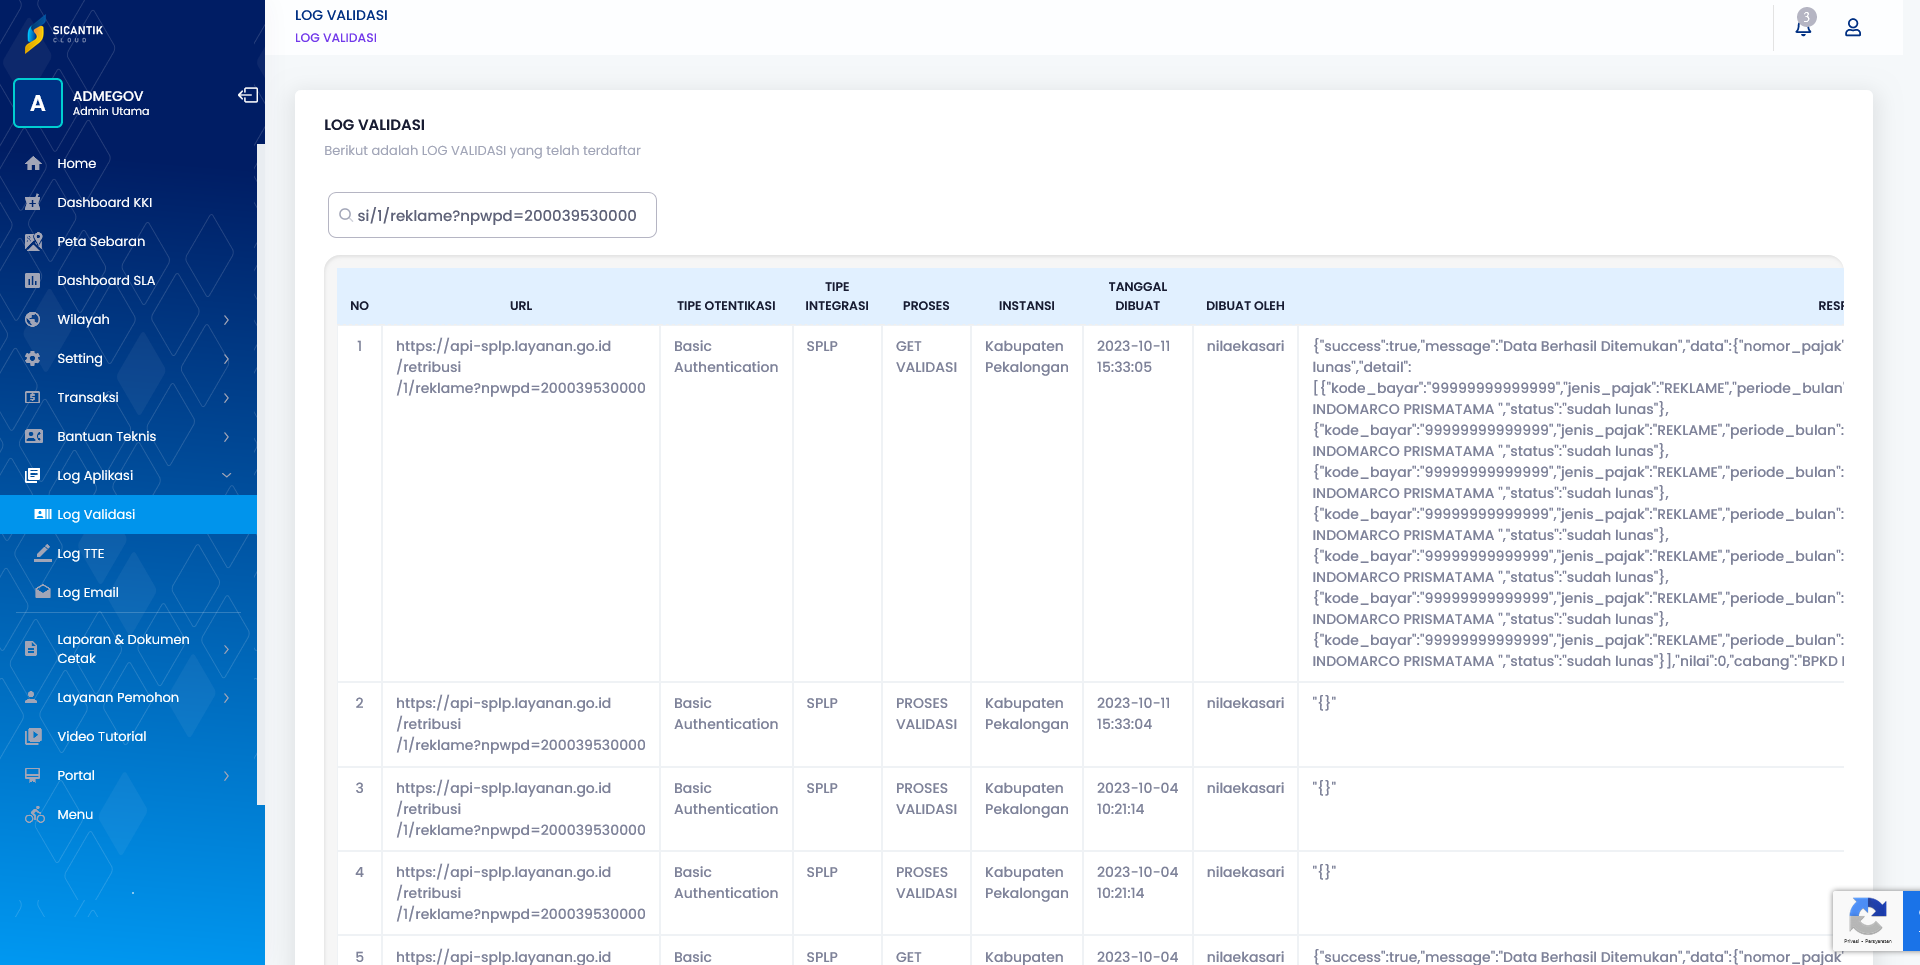 SICANTIK
CLOUD
A
ADMEGOV
Admin Utama
Home
Dashboard KKI
Peta Sebaran
Dashboard SLA
Wilayah
Setting
Transaksi
Bantuan Teknis
Log Aplikasi
Log Validasi
Log TTE
Log Email
Laporan & Dokumen
Cetak
Layanan Pemohon
Video Tutorial
Portal
Menu
LOG VALIDASI
LOG VALIDASI
3
LOG VALIDASI
Berikut adalah LOG VALIDASI yang telah terdaftar
si/1/reklame?npwpd=200039530000
NO
URL
TIPE OTENTIKASI
TIPE
INTEGRASI
PROSES
INSTANSI
TANGGAL
DIBUAT
DIBUAT OLEH
RESP
1
https://api-splp.layanan.go.id
/retribusi
/1/reklame?npwpd=200039530000
Basic
Authentication
SPLP
GET
VALIDASI
Kabupaten
Pekalongan
2023-10-11
15:33:05
nilaekasari
{"success":true,"message":"Data Berhasil Ditemukan","data":{"nomor_pajak"
lunas","detail":
[{"kode_bayar":"99999999999999","jenis_pajak":"REKLAME","periode_bulan"
INDOMARCO PRISMATAMA ","status":"sudah lunas"},
{"kode_bayar":"99999999999999","jenis_pajak":"REKLAME","periode_bulan":
INDOMARCO PRISMATAMA ","status":"sudah lunas"},
{"kode_bayar":"99999999999999","jenis_pajak":"REKLAME","periode_bulan":
INDOMARCO PRISMATAMA ","status":"sudah lunas"},
{"kode_bayar":"99999999999999","jenis_pajak":"REKLAME","periode_bulan":
INDOMARCO PRISMATAMA ","status":"sudah lunas"},
{"kode_bayar":"99999999999999","jenis_pajak":"REKLAME","periode_bulan":
INDOMARCO PRISMATAMA ","status":"sudah lunas"},
{"kode_bayar":"99999999999999","jenis_pajak":"REKLAME","periode_bulan":
INDOMARCO PRISMATAMA ","status":"sudah lunas"},
{"kode_bayar":"99999999999999","jenis_pajak":"REKLAME","periode_bulan":
INDOMARCO PRISMATAMA ","status":"sudah lunas"}],"nilai":0,"cabang":"BPKD
2
https://api-splp.layanan.go.id
/retribusi
/1/reklame?npwpd=200039530000
Basic
Authentication
SPLP
PROSES
VALIDASI
Kabupaten
Pekalongan
2023-10-11
15:33:04
nilaekasari
"{}"
3
https://api-splp.layanan.go.id
/retribusi
/1/reklame?npwpd=200039530000
Basic
Authentication
SPLP
PROSES
VALIDASI
Kabupaten
Pekalongan
2023-10-04
10:21:14
nilaekasari
"{}"
4
https://api-splp.layanan.go.id
/retribusi
/1/reklame?npwpd=200039530000
Basic
Authentication
SPLP
PROSES
VALIDASI
Kabupaten
Pekalongan
2023-10-04
10:21:14
nilaekasari
"{}"
5
https://api-splp.layanan.go.id
Basic
SPLP
GET
Kabupaten
2023-10-04
nilaekasari
{"success":true,"message":"Data Berhasil Ditemukan","data":{"nomor_pajak"
Privasi - Persyaratan